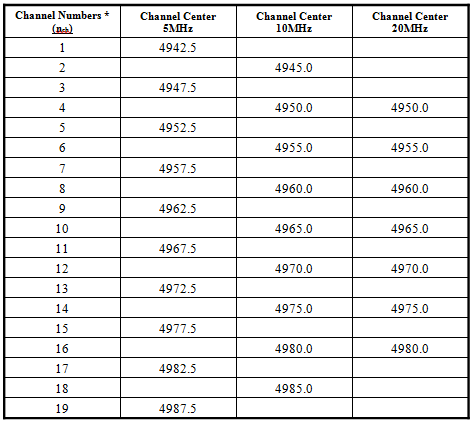 Channel Numbers * Channel Center Channel Center Channel Center
(nch) 5MHz 10MHz 20MHz
1 4942.5
2 4945.0
3 4947.5
4 4950.0 4950.0
5 4952.5
6 4955.0 4955.0
7 4957.5
8 4960.0 4960.0
9 4962.5
10 4965.0 4965.0
11 4967.5
12 4970.0 4970.0
13 4972.5
14 4975.0 4975.0
15 4977.5
16 4980.0 4980.0
17 4982.5
18 4985.0
19 4987.5